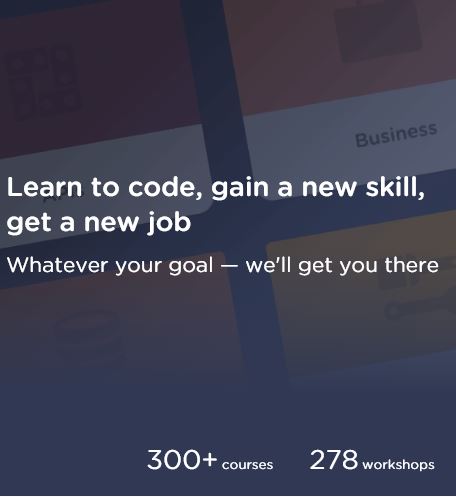 Business
Learn to code, gain a new skill,
get a new job
Whatever your goal — we'll get you there
300+ courses 278 workshops